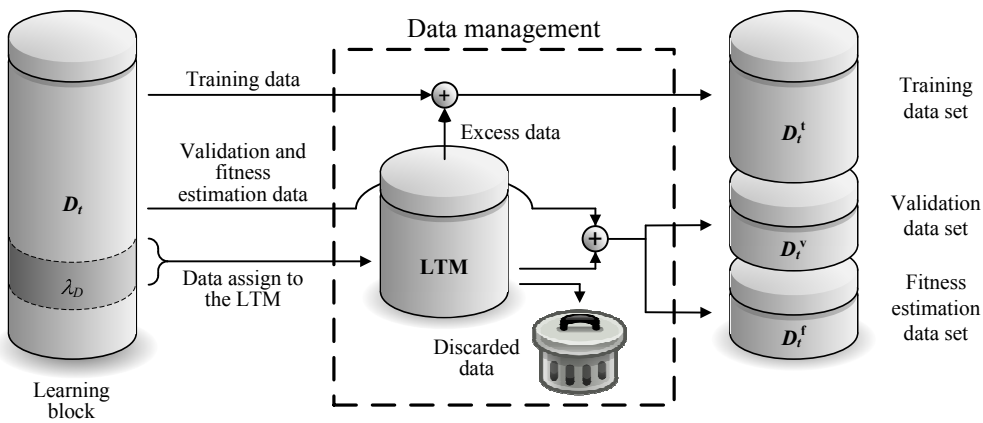 Data management
Training data
Training
data set
D_t^t
Excess data
Validation and
fitness
estimation data
D_t
Validation
data set
D_t^v
LTM
λ_D
Data assign to
the LTM
Fitness
estimation
data set
D_t^f
Discarded
data
Learning
block